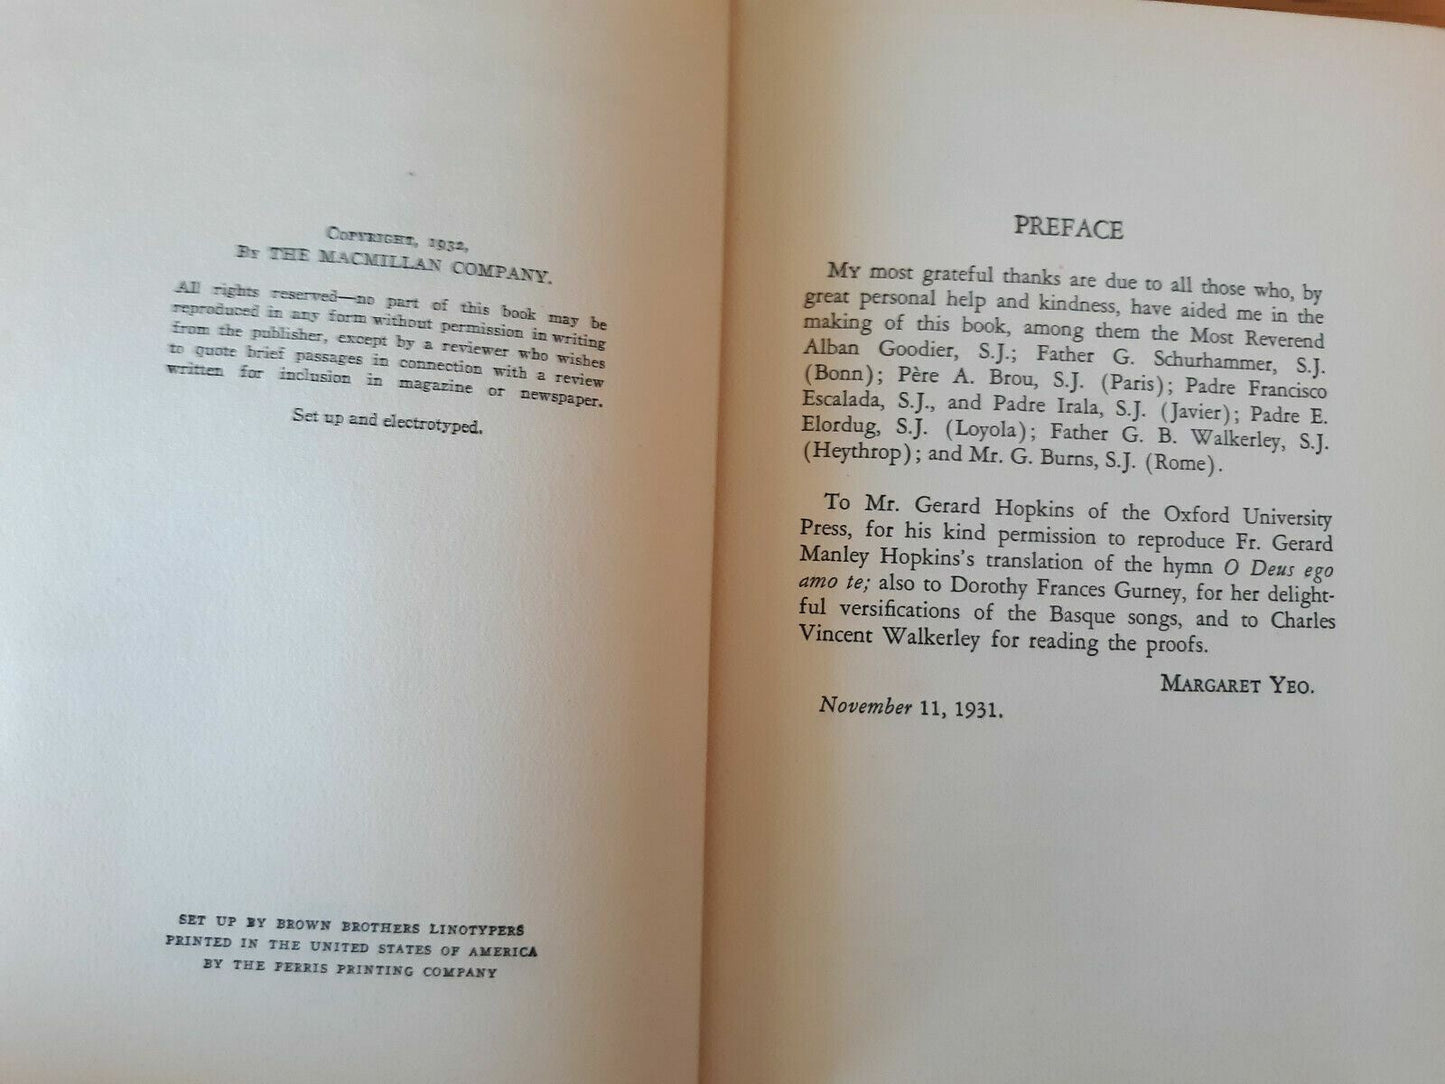 Copyright, 1932,
By THE MACMILLAN COMPANY.
All rights reserved—no part of this book may be
reproduced in any form without permission in writing
from the publisher, except by a reviewer who wishes
to quote brief passages in connection with a review
written for inclusion in magazine or newspaper.
Set up and electrotyped.
SET UP BY BROWN BROTHERS LINOTYPERS
PRINTED IN THE UNITED STATES OF AMERICA
BY THE FERRIS PRINTING COMPANY
PREFACE
My most grateful thanks are due to all those who, by
great personal help and kindness, have aided me in the
making of this book, among them the Most Reverend
Alban Goodier, S.J.; Father G. Schurhammer, S.J.
(Bonn); Père A. Brou, S.J. (Paris); Padre Francisco
Escalada, S.J., and Padre Irala, S.J. (Javier); Padre E.
Elordug, S.J. (Loyola); Father G. B. Walkerley, S.J.
(Heythrop); and Mr. G. Burns, S.J. (Rome).
To Mr. Gerard Hopkins of the Oxford University
Press, for his kind permission to reproduce Fr. Gerard
Manley Hopkins's translation of the hymn O Deus ego
amo te; also to Dorothy Frances Gurney, for her delight-
ful versifications of the Basque songs, and to Charles
Vincent Walkerley for reading the proofs.
MARGARET YEO.
November 11, 1931.